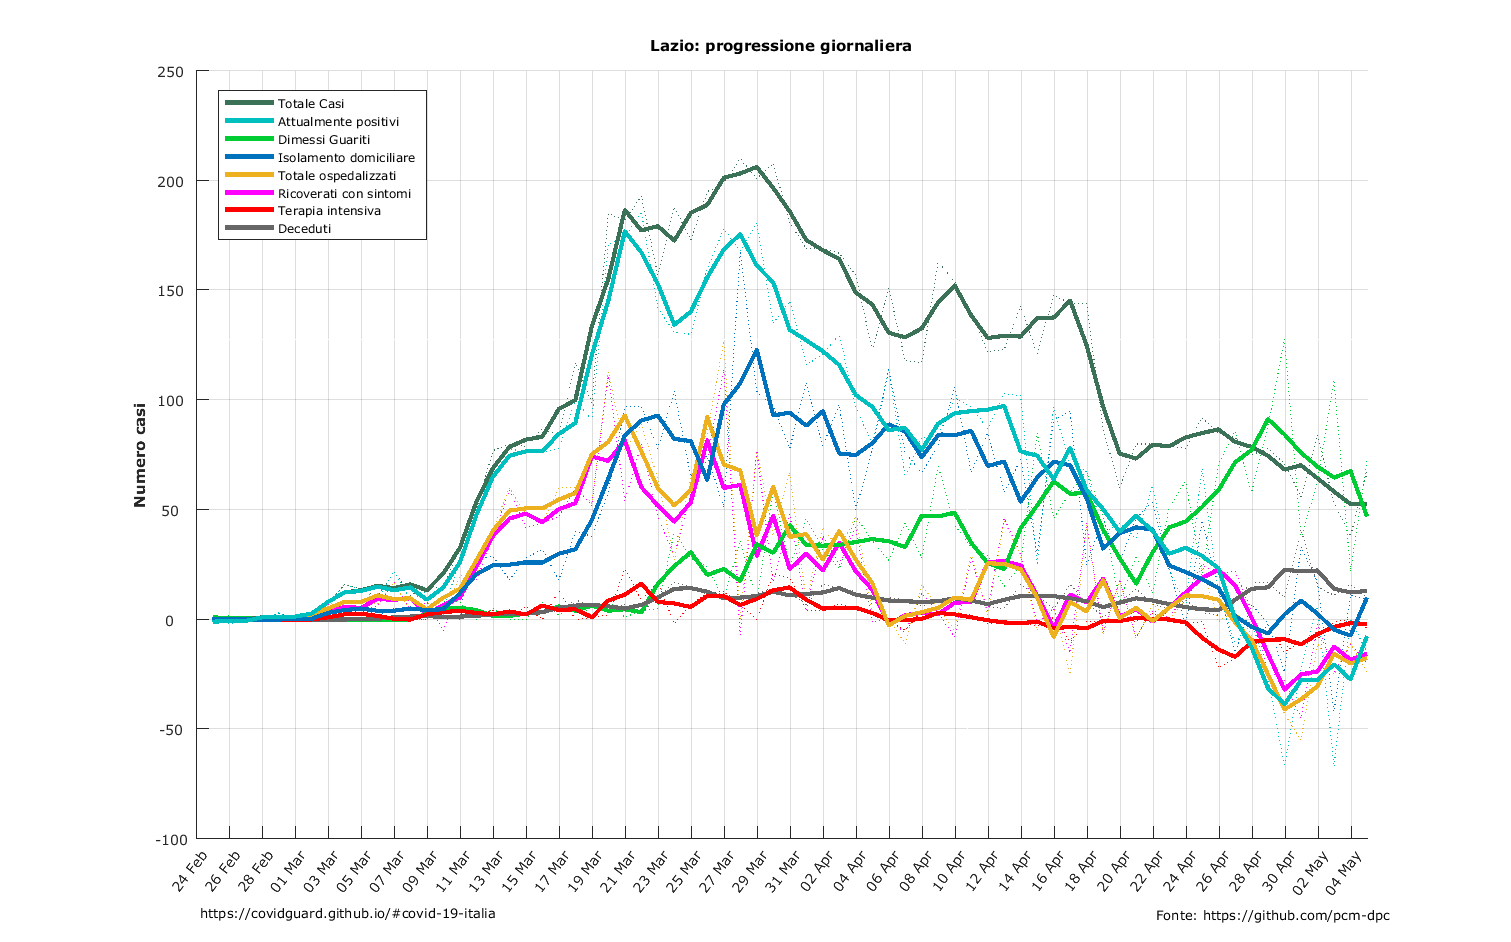 Lazio: progressione giornaliera
250
200
150
100
50
0
-50
-100
Numero casi
Totale Casi
Attualmente positivi
Dimessi Guariti
Isolamento domiciliare
Totale ospedalizzati
Ricoverati con sintomi
Terapia intensiva
Deceduti
24 Feb
26 Feb
28 Feb
01 Mar
03 Mar
05 Mar
07 Mar
09 Mar
11 Mar
13 Mar
15 Mar
17 Mar
19 Mar
21 Mar
23 Mar
25 Mar
27 Mar
29 Mar
31 Mar
02 Apr
04 Apr
06 Apr
08 Apr
10 Apr
12 Apr
14 Apr
16 Apr
18 Apr
20 Apr
22 Apr
24 Apr
26 Apr
28 Apr
30 Apr
02 May
04 May
https://covidguard.github.io/#covid-19-italia
Fonte: https://github.com/pcm-dpc